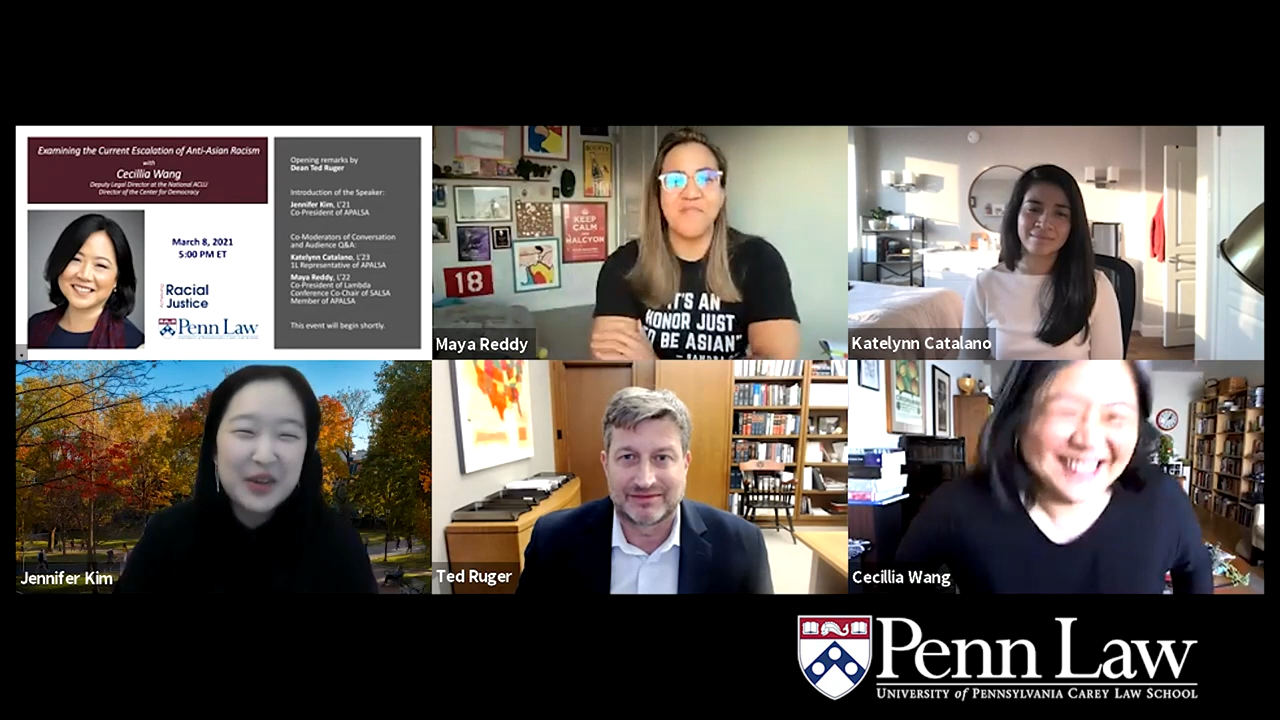 Examining the Current Escalation of Anti-Asian Racism
with
Cecillia Wang
Deputy Legal Director at the National ACLU
Director of the Center for Democracy
March 8, 2021
5:00 PM ET
Racial
Justice
Penn Law
Opening remarks by
Dean Ted Ruger
Introduction of the Speaker:
Jennifer Kim, L'21
Co-President of APALSA
Co-Moderators of Conversation
and Audience Q&A:
Katelynn Catalano, L'23
1L Representative of APALSA
Maya Reddy, L'22
Co-President of Lambda
Conference Co-Chair of SALSA
Member of APALSA
This event will begin shortly.
KEEP
CALM
HALCYON
18
IT'S AN
HONOR JUST
TO BE ASIAN"
Maya Reddy
Katelynn Catalano
Jennifer Kim
Ted Ruger
Cecillia Wang
Penn Law
UNIVERSITY of PENNSYLVANIA CAREY LAW SCHOOL